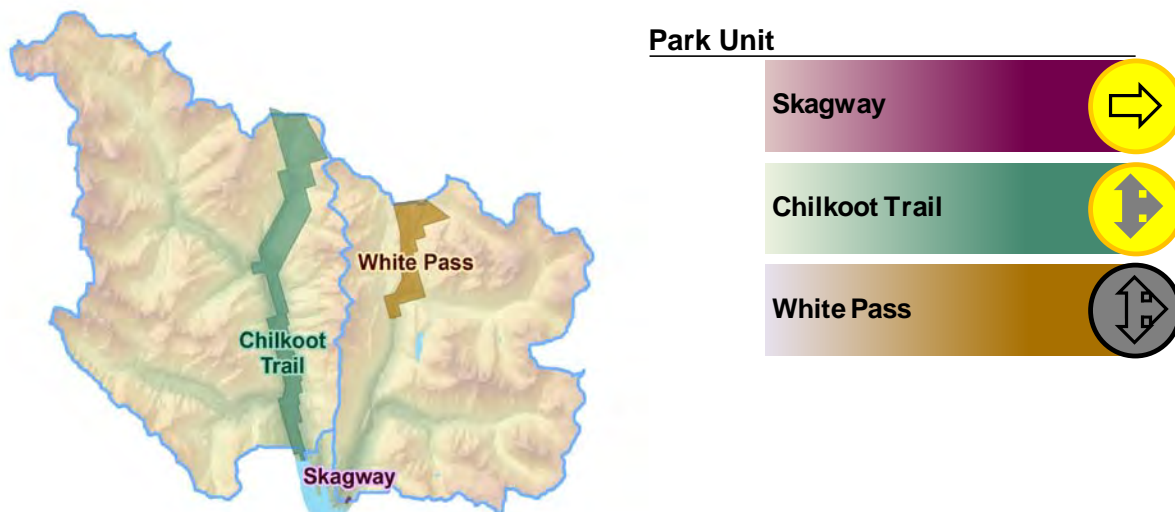 White Pass
Chilkoot
Trail
Skagway
Park Unit
Skagway
Chilkoot Trail
White Pass